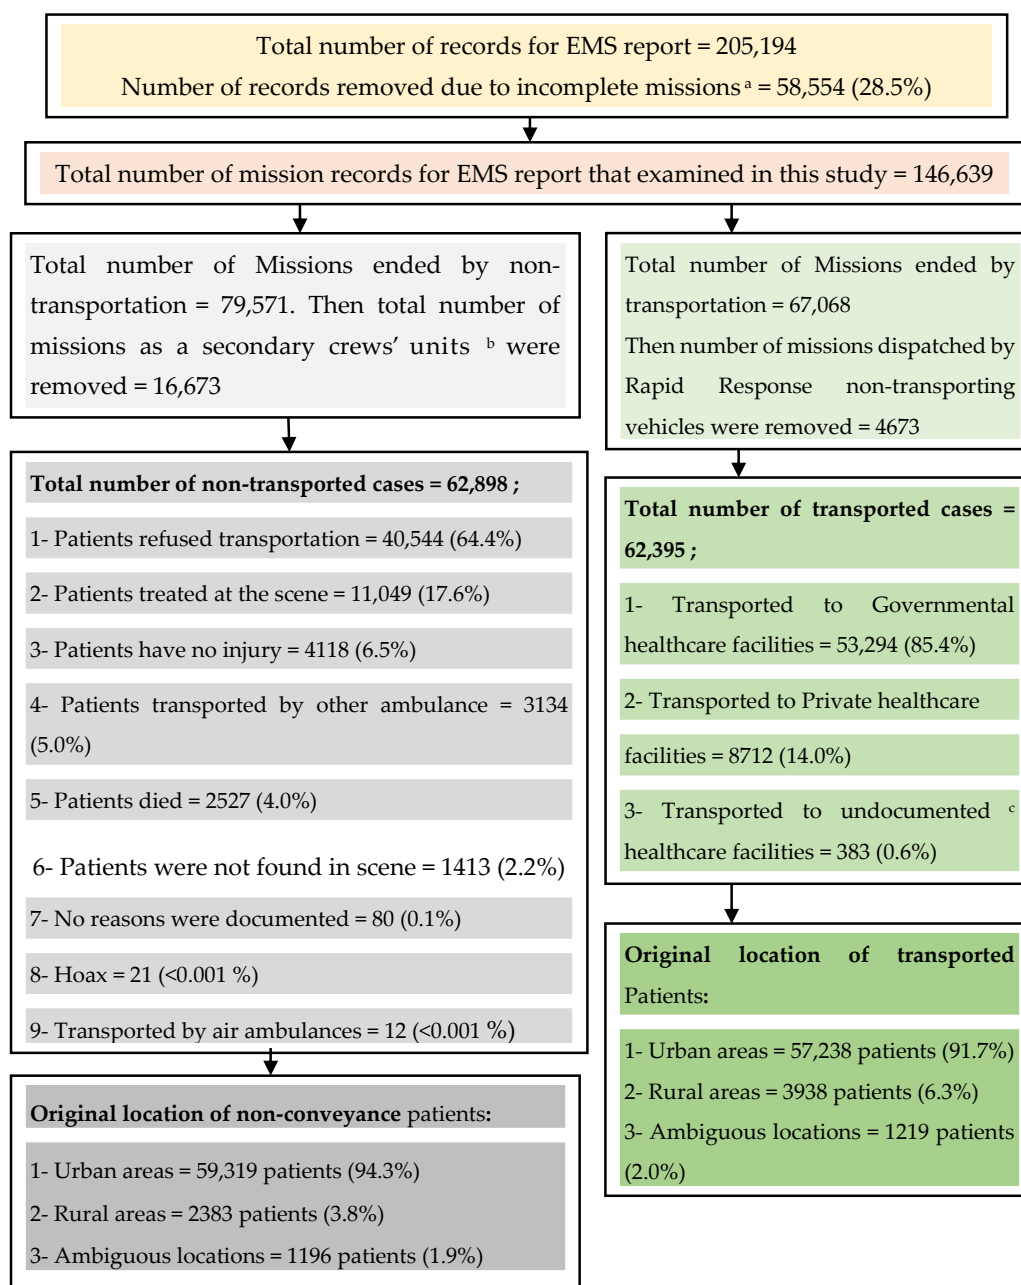 Total number of records for EMS report = 205,194
Number of records removed due to incomplete missions ᵃ = 58,554 (28.5%)
Total number of mission records for EMS report that examined in this study = 146,639
Total number of Missions ended by non-
transportation = 79,571. Then total number of
missions as a secondary crews’ units ᵇ were
removed = 16,673
Total number of non-transported cases = 62,898 ;
1- Patients refused transportation = 40,544 (64.4%)
2- Patients treated at the scene = 11,049 (17.6%)
3- Patients have no injury = 4118 (6.5%)
4- Patients transported by other ambulance = 3134
(5.0%)
5- Patients died = 2527 (4.0%)
6- Patients were not found in scene = 1413 (2.2%)
7- No reasons were documented = 80 (0.1%)
8- Hoax = 21 (<0.001 %)
9- Transported by air ambulances = 12 (<0.001 %)
Original location of non-conveyance patients:
1- Urban areas = 59,319 patients (94.3%)
2- Rural areas = 2383 patients (3.8%)
3- Ambiguous locations = 1196 patients (1.9%)
Total number of Missions ended by
transportation = 67,068
Then number of missions dispatched by
Rapid Response non-transporting
vehicles were removed = 4673
Total number of transported cases =
62,395 ;
1- Transported to Governmental
healthcare facilities = 53,294 (85.4%)
2- Transported to Private healthcare
facilities = 8712 (14.0%)
3- Transported to undocumented ᶜ
healthcare facilities = 383 (0.6%)
Original location of transported
Patients:
1- Urban areas = 57,238 patients (91.7%)
2- Rural areas = 3938 patients (6.3%)
3- Ambiguous locations = 1219 patients
(2.0%)